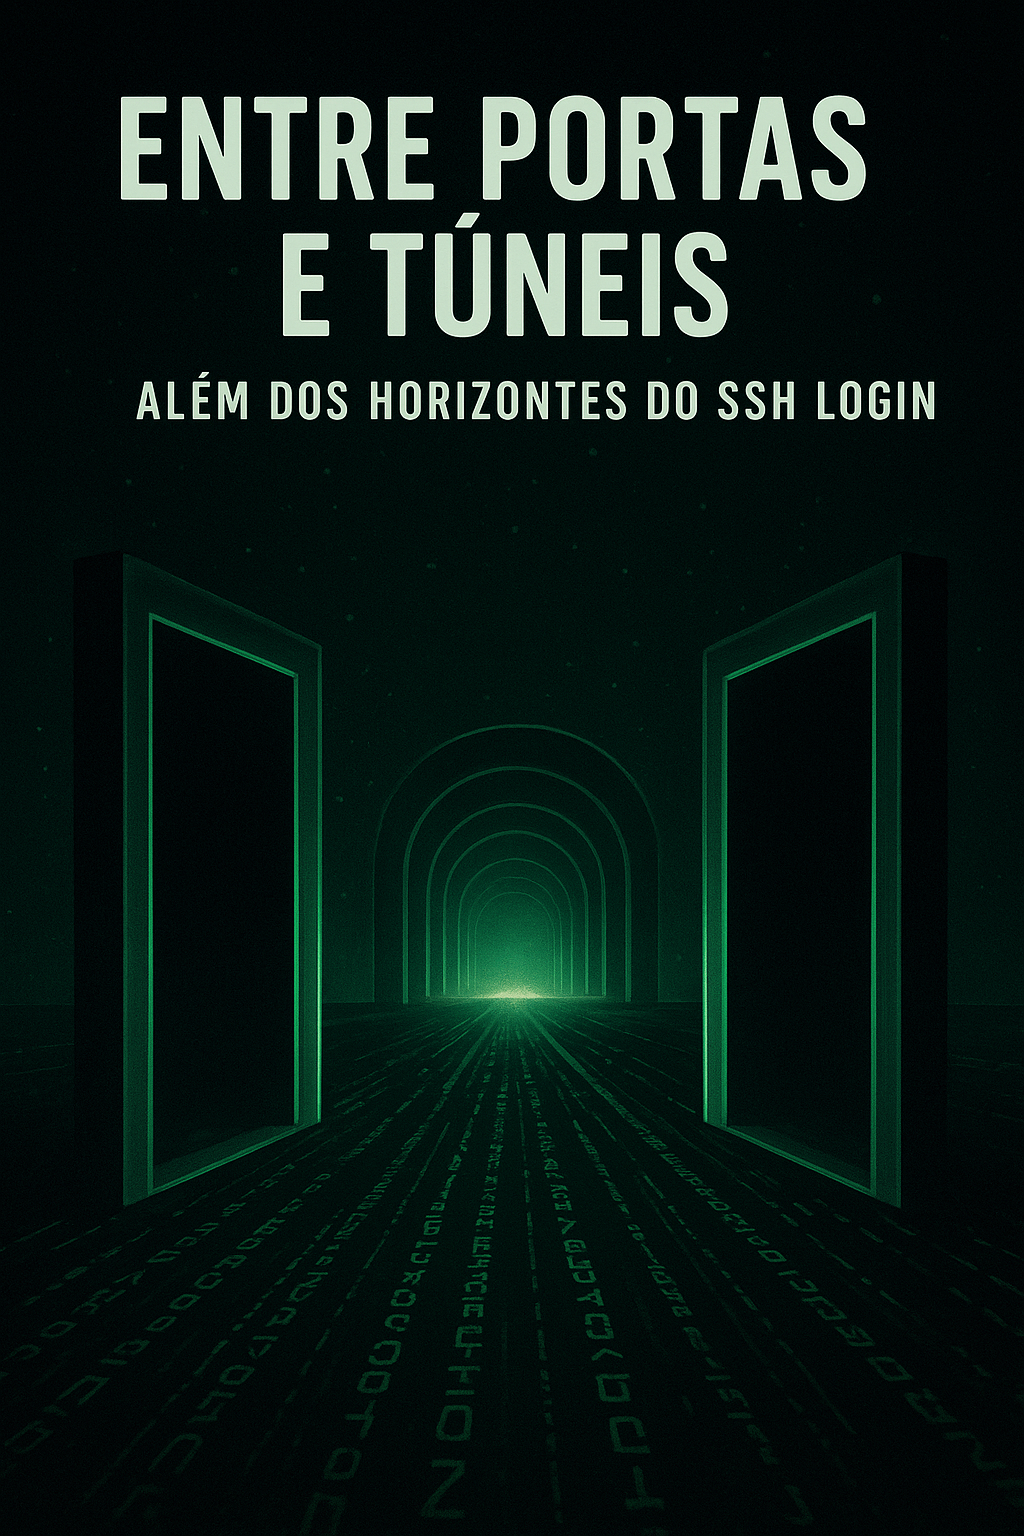 ENTRE PORTAS
E TÚNEIS
ALÉM DOS HORIZONTES DO SSH LOGIN